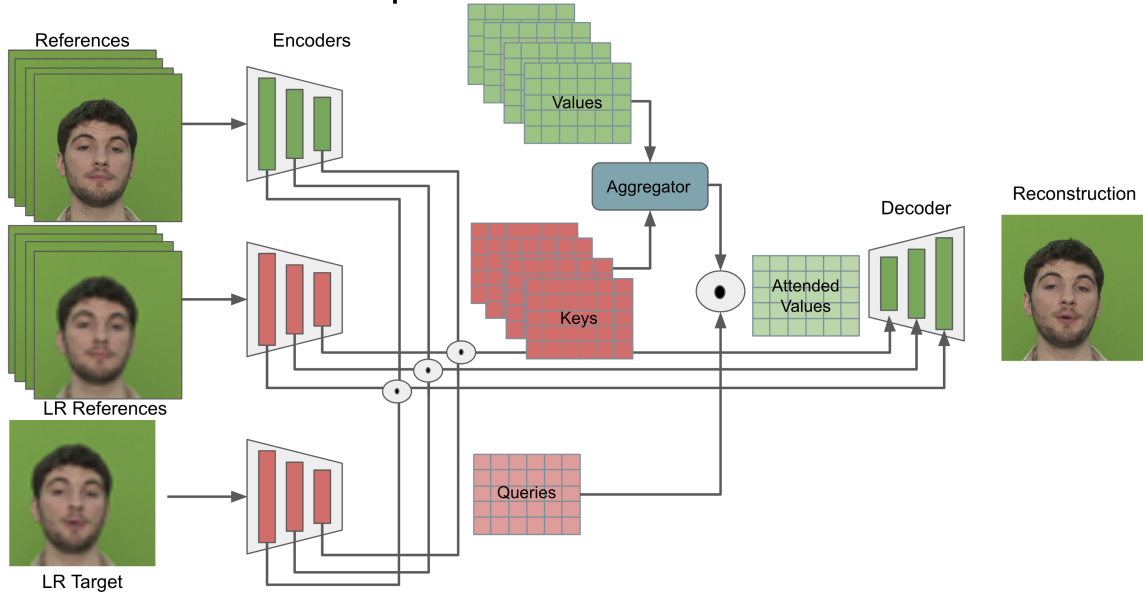 References
Encoders
Values
Aggregator
Decoder
Reconstruction
Attended
Values
Keys
LR References
Queries
LR Target